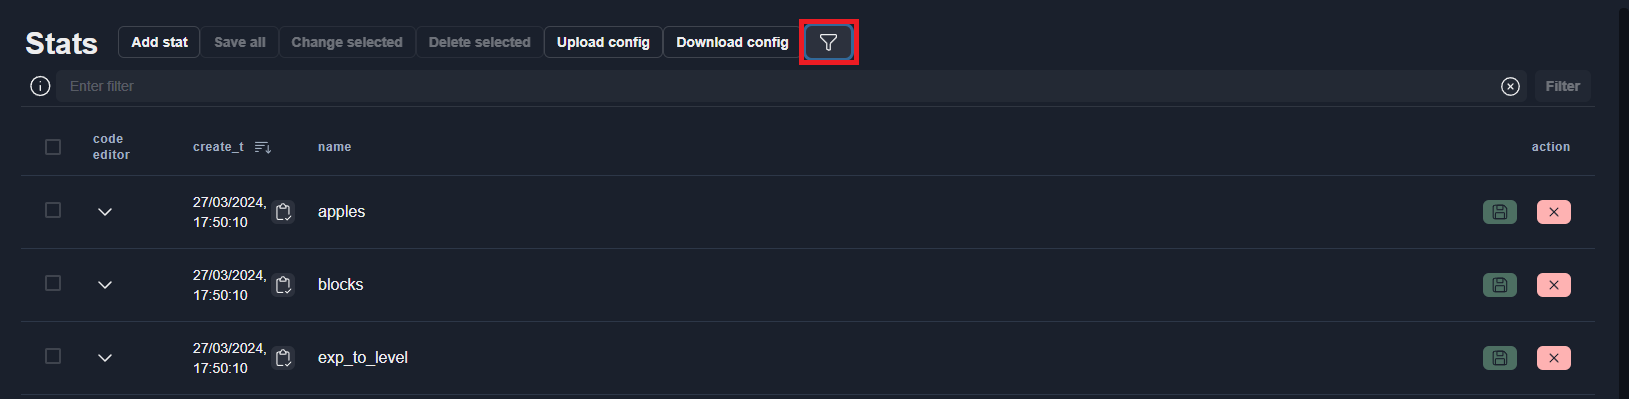 Stats Add stat Save all Change selected Delete selected Upload config Download config
Enter filter Filter
code editor create_t name action
27/03/2024, 17:50:10 apples
27/03/2024, 17:50:10 blocks
27/03/2024, 17:50:10 exp_to_level